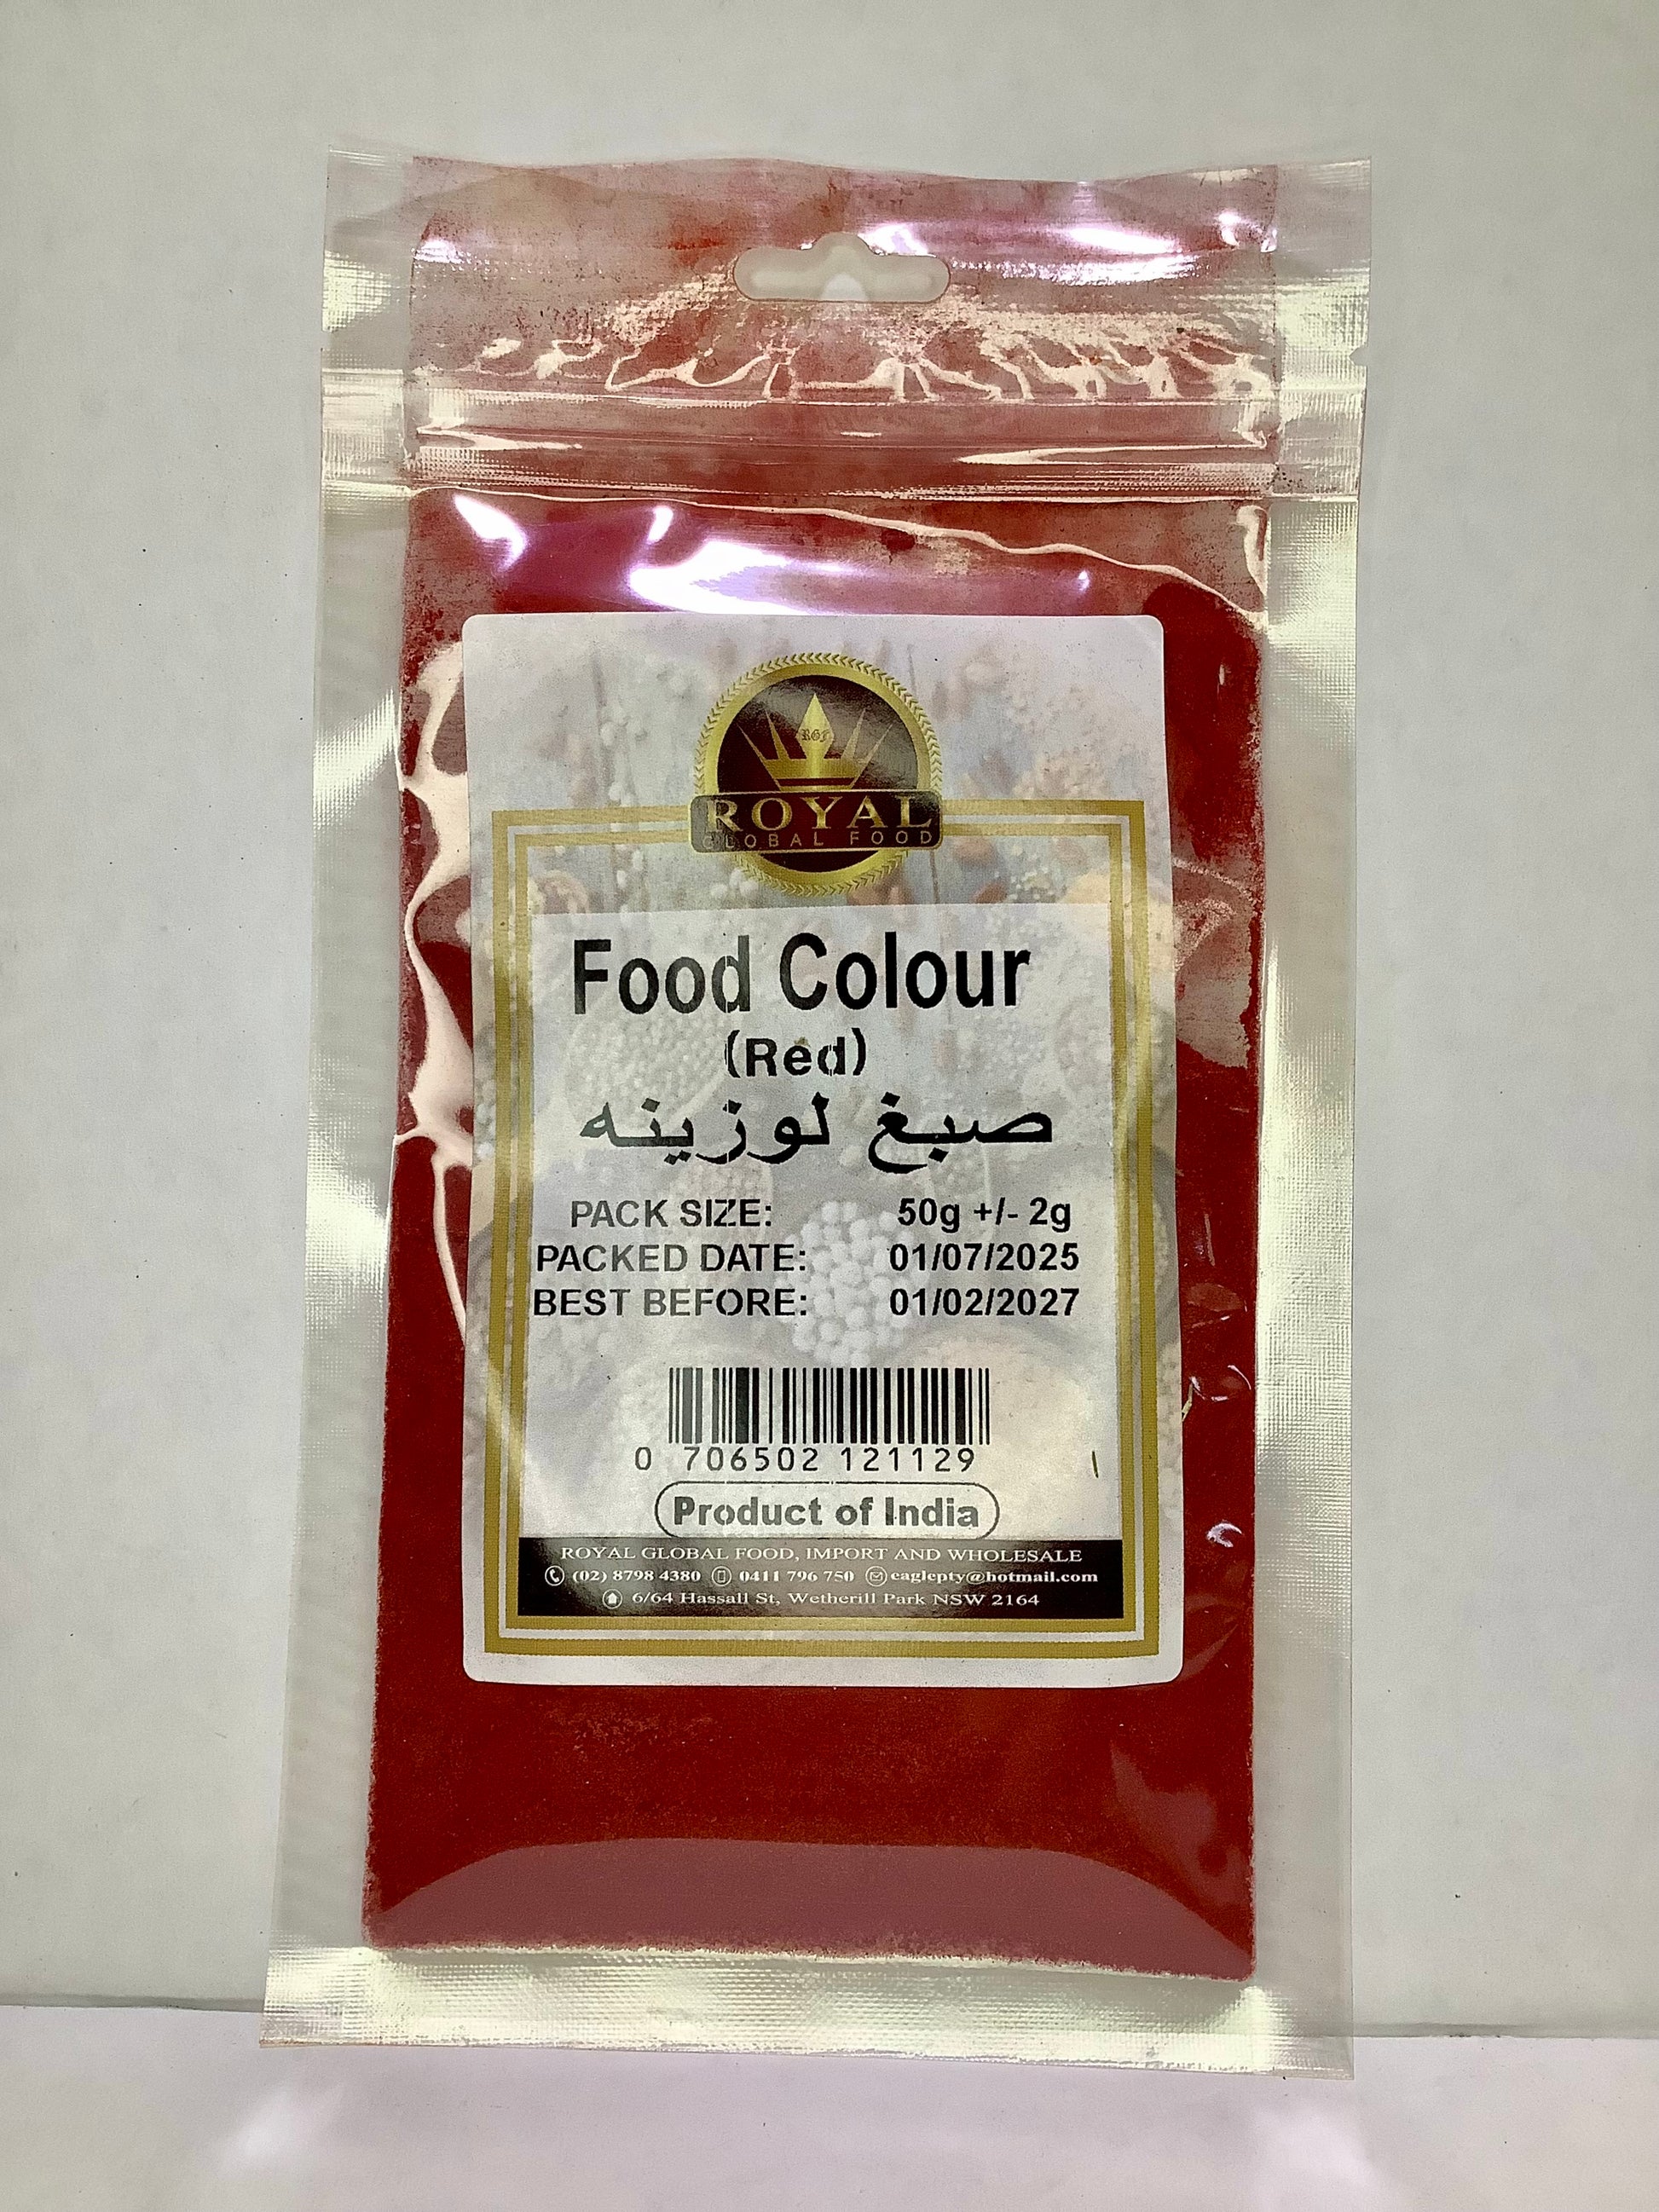 RGF
ROYAL
GLOBAL FOOD
Food Colour
(Red)
صبغ لوزينه
PACK SIZE: 50g +/- 2g
PACKED DATE: 01/07/2025
BEST BEFORE: 01/02/2027
0 706502 121129
Product of India
ROYAL GLOBAL FOOD, IMPORT AND WHOLESALE
(02) 8798 4380 0411 796 750 eaglepty@hotmail.com
6/64 Hassall St, Wetherill Park NSW 2164